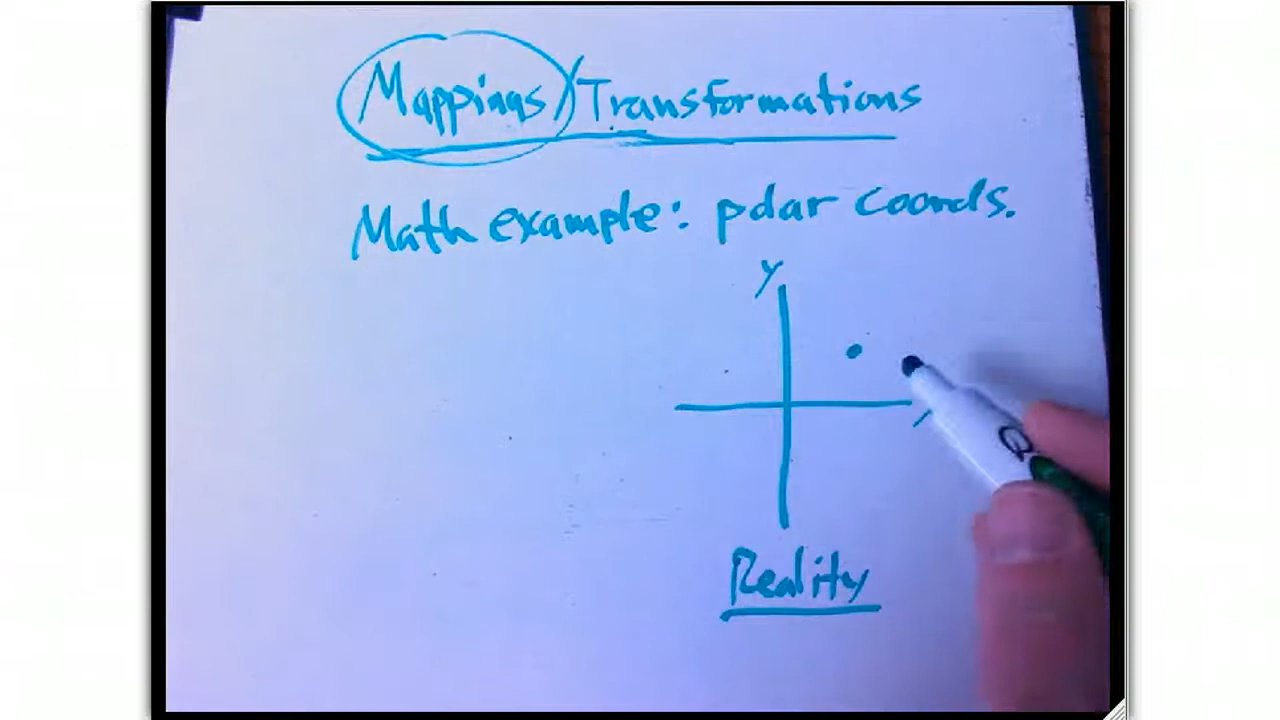 Mappings/Transformations
Math example: polar coords.
y
Reality